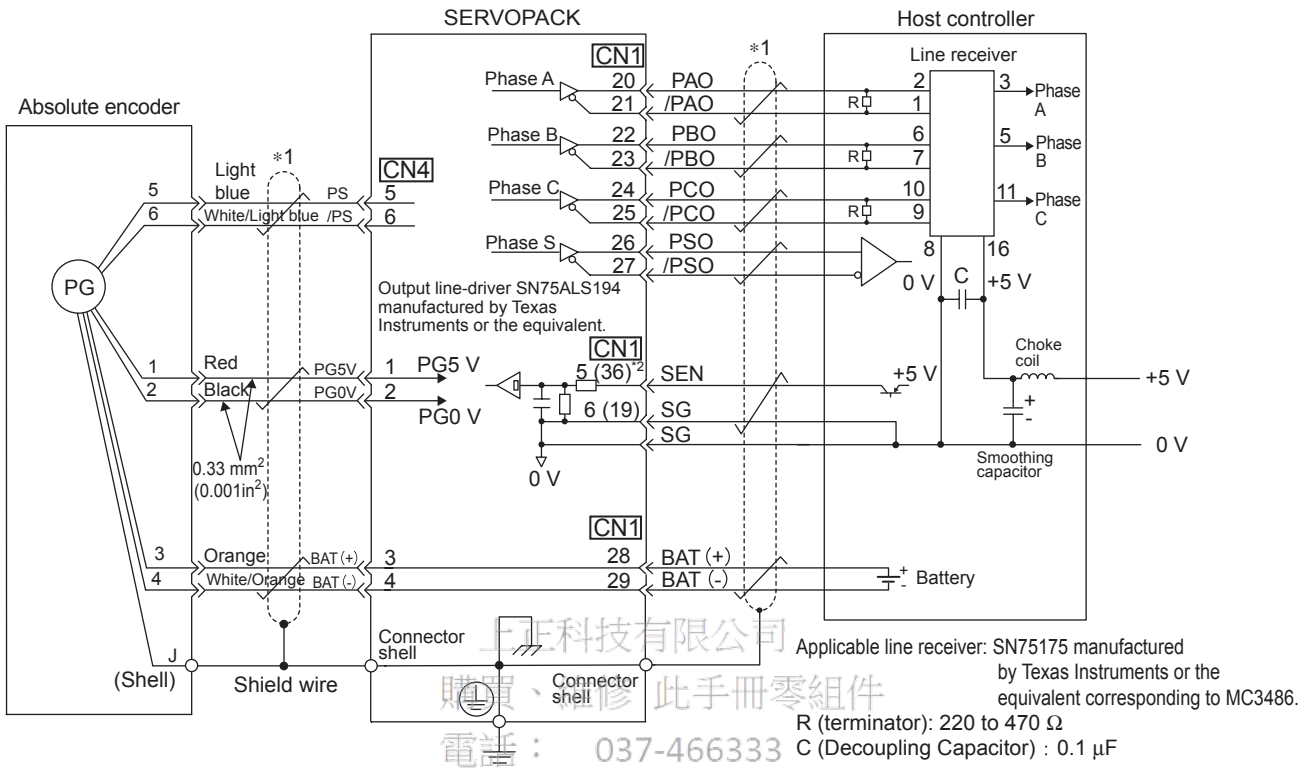 SERVOPACK
Host controller
Absolute encoder
CN1
*1
Line receiver
Phase A
20
PAO
2
3
Phase
A
21
/PAO
R
1
Phase B
22
PBO
6
5
Phase
B
23
/PBO
R
7
Phase C
24
PCO
10
11
Phase
C
25
/PCO
R
9
Phase S
26
PSO
8
16
27
/PSO
0 V
C
+5 V
Light
blue
*1
CN4
5
PS
5
6
White/Light blue
/PS
6
PG
Output line-driver SN75ALS194
manufactured by Texas
Instruments or the equivalent.
CN1
1
Red
PG5V
1
PG5 V
5 (36)*2
SEN
+5 V
Choke
coil
+5 V
2
Black
PG0V
2
PG0 V
6 (19)
SG
+
-
SG
0 V
0.33 mm2
(0.001in2)
0 V
Smoothing
capacitor
CN1
3
Orange
BAT (+)
3
28
BAT (+)
4
White/Orange
BAT (-)
4
29
BAT (-)
+
-
Battery
J
(Shell)
Shield wire
Connector
shell
Connector
shell
上正科技有限公司
購買、維修 此手冊零組件
電話： 037-466333
Applicable line receiver: SN75175 manufactured
by Texas Instruments or the
equivalent corresponding to MC3486.
R (terminator): 220 to 470 Ω
C (Decoupling Capacitor) : 0.1 μF